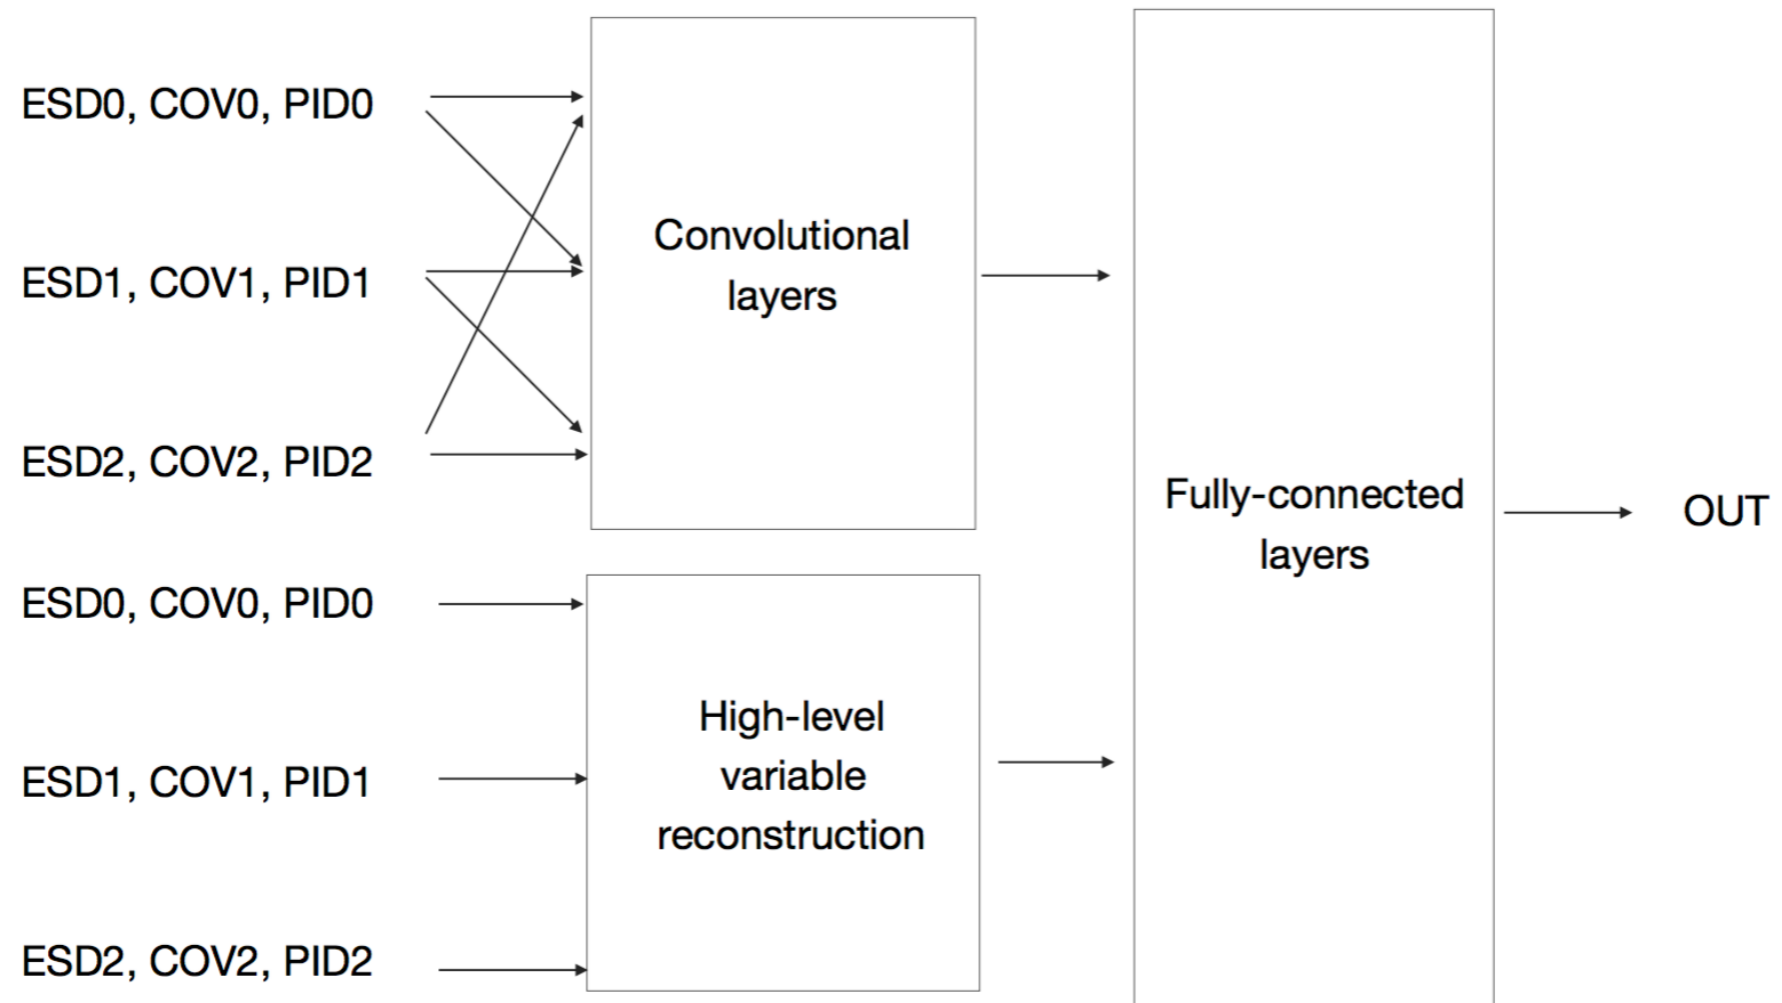 ESD0, COV0, PID0
ESD1, COV1, PID1
ESD2, COV2, PID2
Convolutional
layers
ESD0, COV0, PID0
ESD1, COV1, PID1
ESD2, COV2, PID2
High-level
variable
reconstruction
Fully-connected
layers
OUT